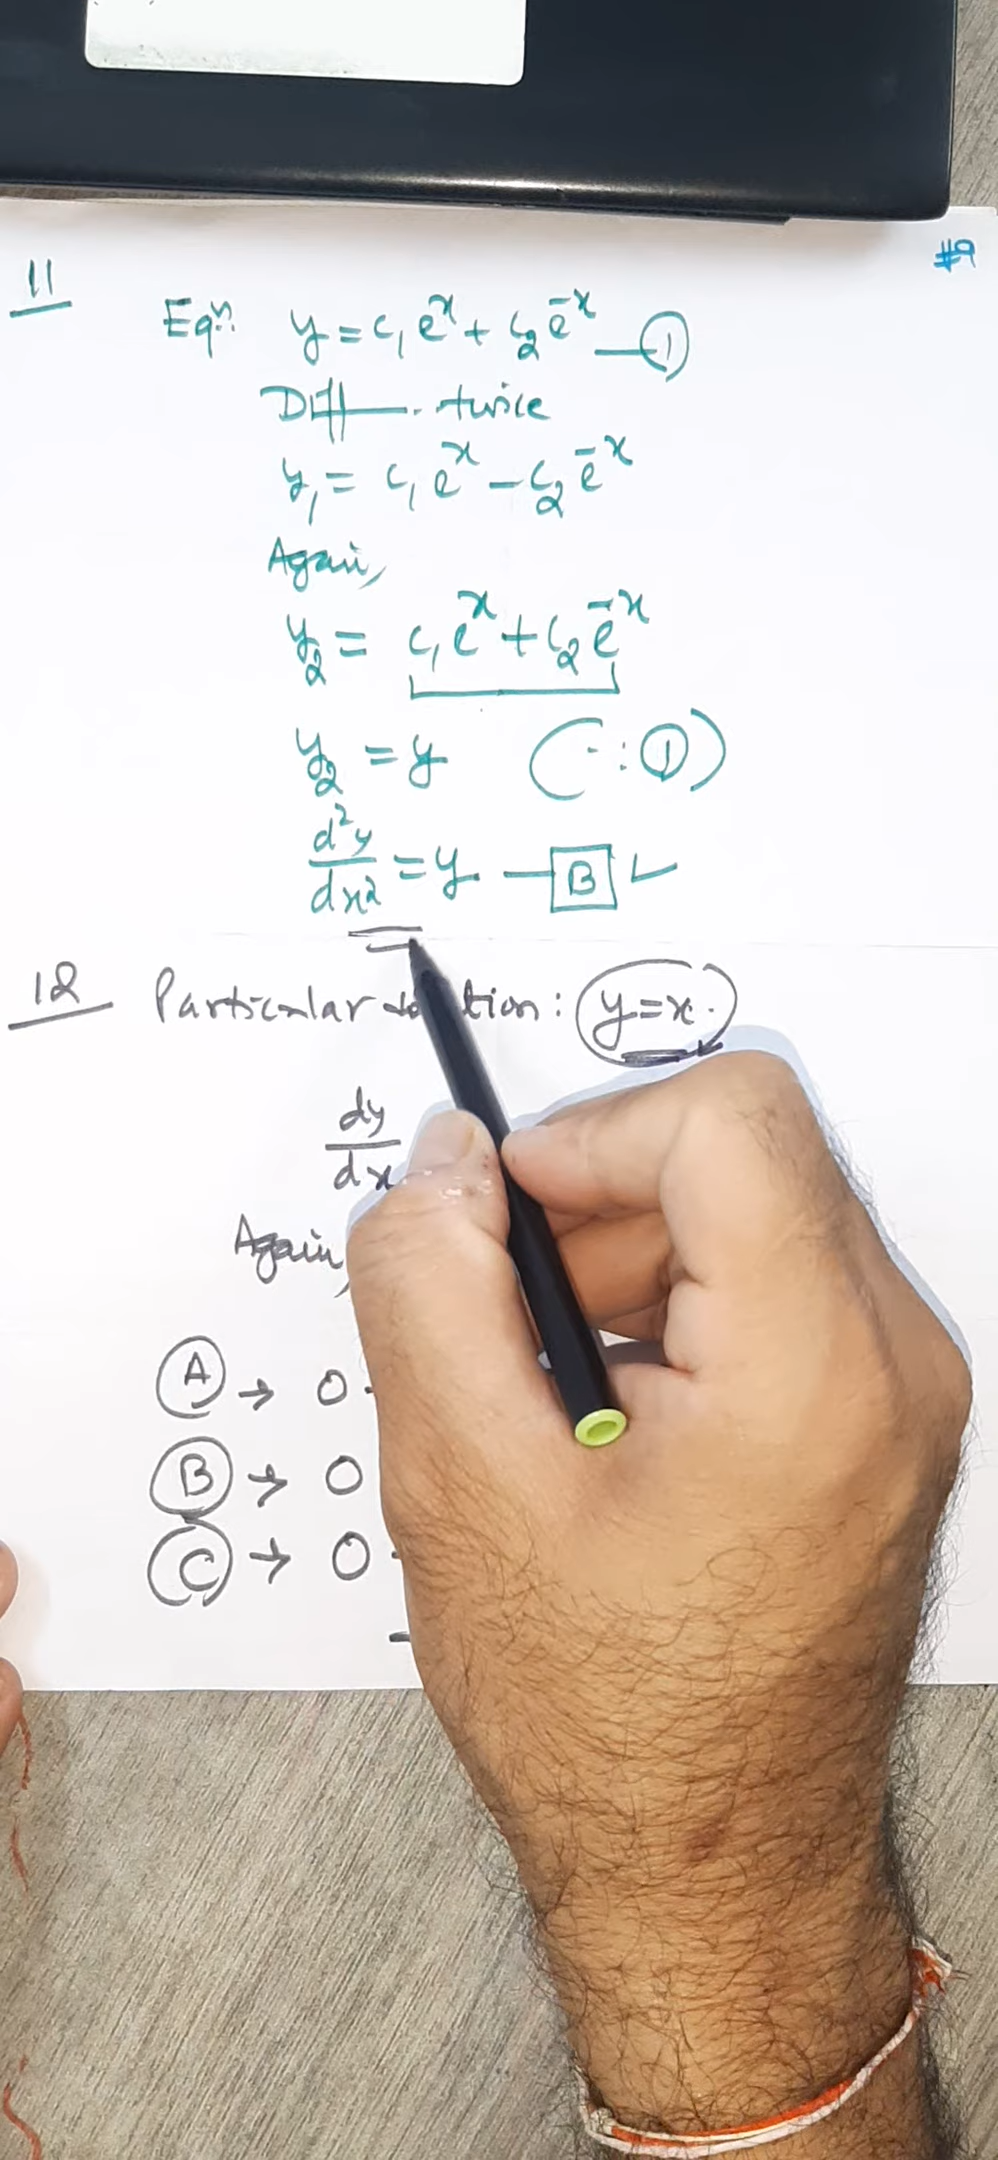 #9
11
Eqⁿ: y = c₁eˣ + c₂e⁻ˣ —①
Diff—. twice
y₁ = c₁eˣ − c₂e⁻ˣ
Again,
y₂ = c₁eˣ + c₂e⁻ˣ
y₂ = y (∵ ①)
d²y/dx² = y — B ✓
12 Particular tion: y = x.
dy/dx
Again,
A → 0
B → 0
C → 0